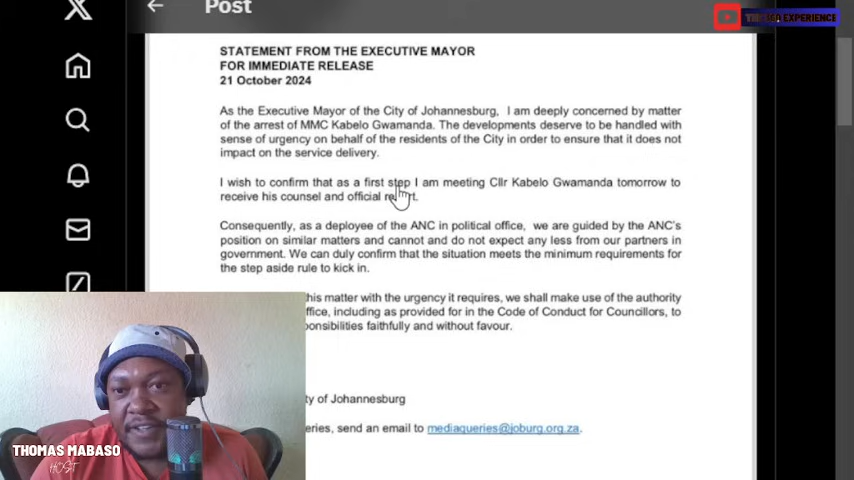 Post
THOMAS EXPERIENCE
STATEMENT FROM THE EXECUTIVE MAYOR
FOR IMMEDIATE RELEASE
21 October 2024
As the Executive Mayor of the City of Johannesburg, I am deeply concerned by matter
of the arrest of MMC Kabelo Gwamanda. The developments deserve to be handled with
sense of urgency on behalf of the residents of the City in order to ensure that it does not
impact on the service delivery.
I wish to confirm that as a first step I am meeting Cllr Kabelo Gwamanda tomorrow to
receive his counsel and official
Consequently, as a deployee of the ANC in political office, we are guided by the ANC's
position on similar matters and cannot and do not expect any less from our partners in
government. We can duly confirm that the situation meets the minimum requirements for
the step aside rule to kick in.
his matter with the urgency it requires, we shall make use of the authority
ffice, including as provided for in the Code of Conduct for Councillors, to
onsibilities faithfully and without favour.
ty of Johannesburg
eries, send an email to mediaqueries@joburg.org.za.
THOMAS MABASO
HOST